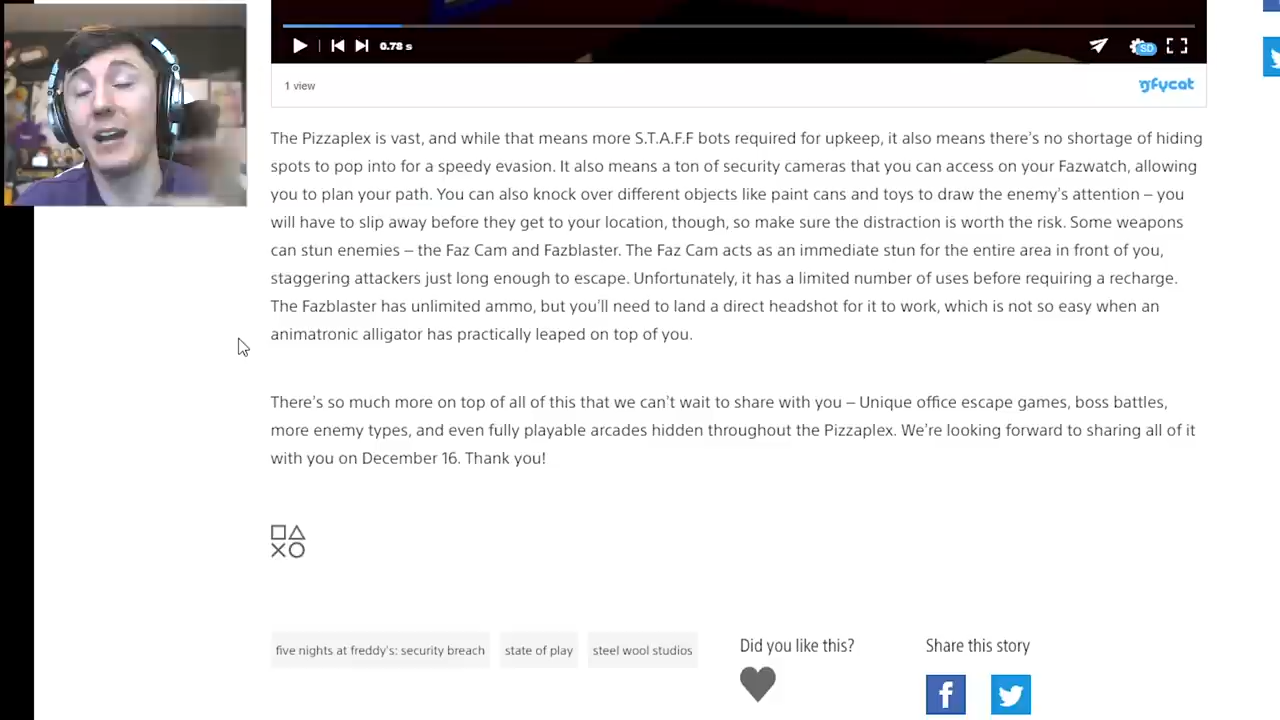 0.78 s
SD
1 view
gfycat
The Pizzaplex is vast, and while that means more S.T.A.F.F bots required for upkeep, it also means there's no shortage of hiding
spots to pop into for a speedy evasion. It also means a ton of security cameras that you can access on your Fazwatch, allowing
you to plan your path. You can also knock over different objects like paint cans and toys to draw the enemy's attention – you
will have to slip away before they get to your location, though, so make sure the distraction is worth the risk. Some weapons
can stun enemies – the Faz Cam and Fazblaster. The Faz Cam acts as an immediate stun for the entire area in front of you,
staggering attackers just long enough to escape. Unfortunately, it has a limited number of uses before requiring a recharge.
The Fazblaster has unlimited ammo, but you'll need to land a direct headshot for it to work, which is not so easy when an
animatronic alligator has practically leaped on top of you.
There's so much more on top of all of this that we can't wait to share with you – Unique office escape games, boss battles,
more enemy types, and even fully playable arcades hidden throughout the Pizzaplex. We're looking forward to sharing all of it
with you on December 16. Thank you!
five nights at freddy's: security breach
state of play
steel wool studios
Did you like this?
Share this story